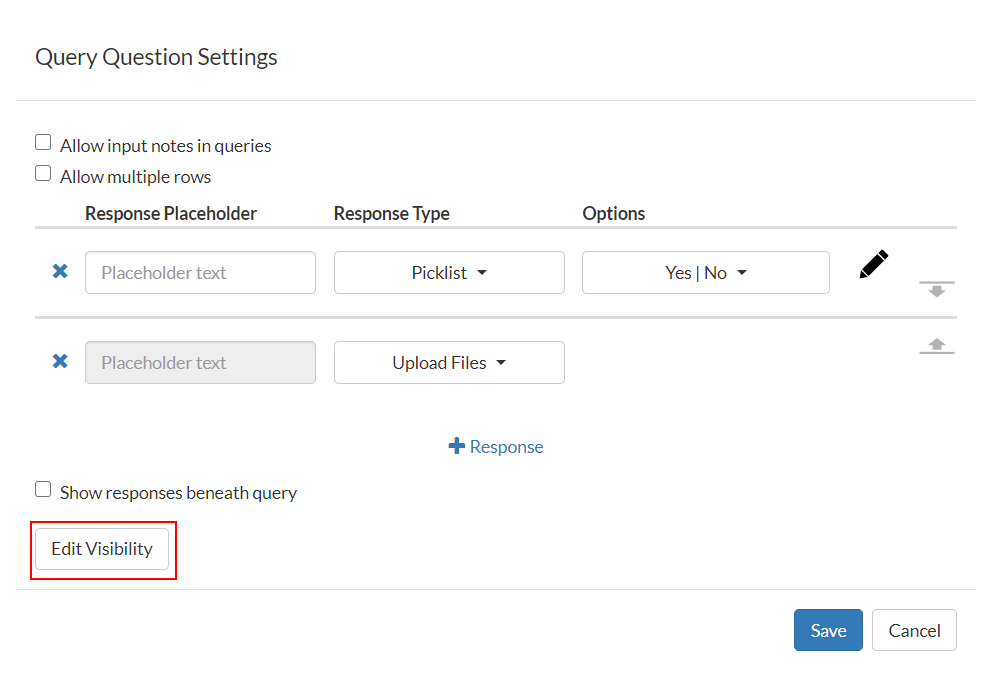 Query Question Settings
Allow input notes in queries
Allow multiple rows
Response Placeholder Response Type Options
Placeholder text Picklist Yes | No
Placeholder text Upload Files
Response
Show responses beneath query
Edit Visibility
Save Cancel